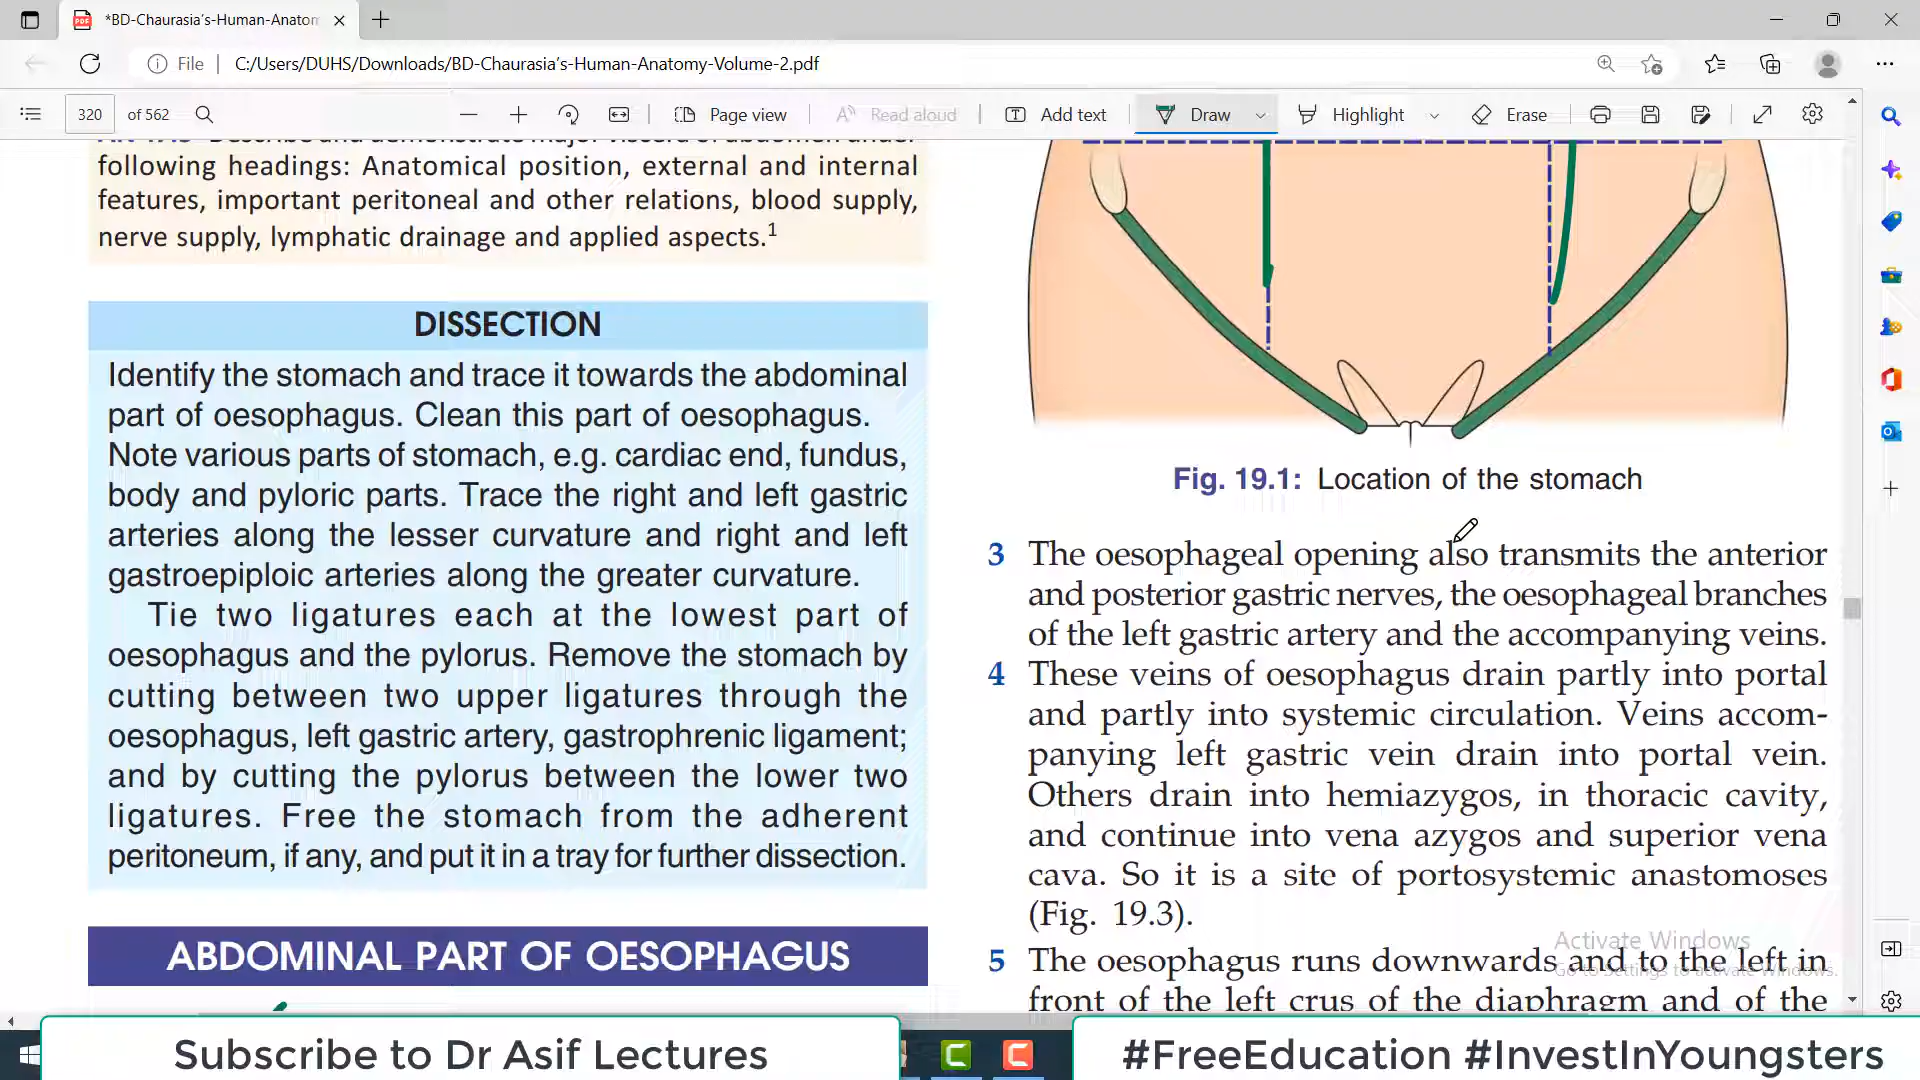 *BD-Chaurasia's-Human-Anatom
File
C:/Users/DUHS/Downloads/BD-Chaurasia's-Human-Anatomy-Volume-2.pdf
320
of 562
Page view
Read aloud
Add text
Draw
Highlight
Erase
following headings: Anatomical position, external and internal
features, important peritoneal and other relations, blood supply,
nerve supply, lymphatic drainage and applied aspects.1
DISSECTION
Identify the stomach and trace it towards the abdominal
part of oesophagus. Clean this part of oesophagus.
Note various parts of stomach, e.g. cardiac end, fundus,
body and pyloric parts. Trace the right and left gastric
arteries along the lesser curvature and right and left
gastroepiploic arteries along the greater curvature.
Tie two ligatures each at the lowest part of
oesophagus and the pylorus. Remove the stomach by
cutting between two upper ligatures through the
oesophagus, left gastric artery, gastrophrenic ligament;
and by cutting the pylorus between the lower two
ligatures. Free the stomach from the adherent
peritoneum, if any, and put it in a tray for further dissection.
ABDOMINAL PART OF OESOPHAGUS
Fig. 19.1: Location of the stomach
3 The oesophageal opening also transmits the anterior
and posterior gastric nerves, the oesophageal branches
of the left gastric artery and the accompanying veins.
4 These veins of oesophagus drain partly into portal
and partly into systemic circulation. Veins accom-
panying left gastric vein drain into portal vein.
Others drain into hemiazygos, in thoracic cavity,
and continue into vena azygos and superior vena
cava. So it is a site of portosystemic anastomoses
(Fig. 19.3).
5 The oesophagus runs downwards and to the left in
front of the left crus of the diaphragm and of the
Activate Windows
Go to Settings to activate Windows.
Subscribe to Dr Asif Lectures
#FreeEducation #InvestInYoungsters